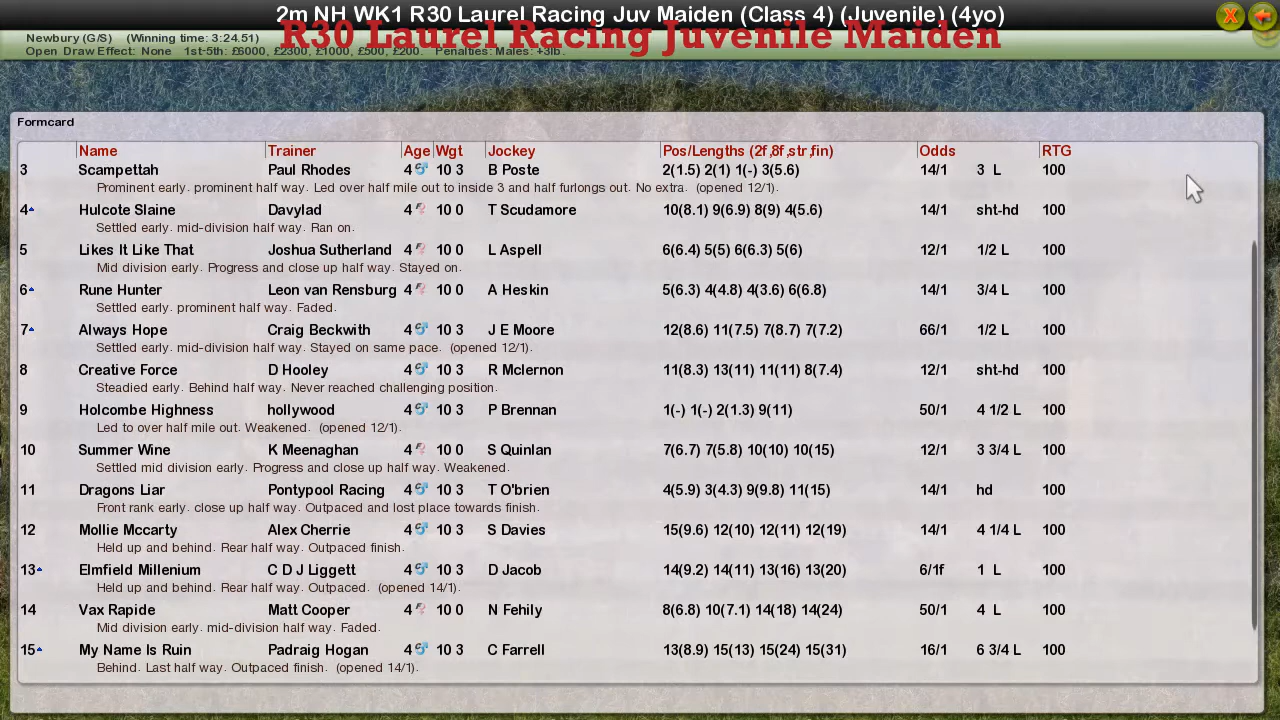 2m NH WK1 R30 Laurel Racing Juv Maiden (Class 4) (Juvenile) (4yo)
R30 Laurel Racing Juvenile Maiden
Newbury (G/S) (Winning time: 3:24.51)
Open Draw Effect: None 1st-5th: £6000, £2300, £1000, £500, £200. Penalties: Males: +3lb.
Formcard
Name Trainer Age Wgt Jockey Pos/Lengths (2f,8f,str,fin) Odds RTG
3 Scampettah Paul Rhodes 4 10 3 B Poste 2(1.5) 2(1) 1(-) 3(5.6) 14/1 3 L 100
Prominent early. prominent half way. Led over half mile out to inside 3 and half furlongs out. No extra. (opened 12/1).
4 Hulcote Slaine Davylad 4 10 0 T Scudamore 10(8.1) 9(6.9) 8(9) 4(5.6) 14/1 sht-hd 100
Settled early. mid-division half way. Ran on.
5 Likes It Like That Joshua Sutherland 4 10 0 L Aspell 6(6.4) 5(5) 6(6.3) 5(6) 12/1 1/2 L 100
Mid division early. Progress and close up half way. Stayed on.
6 Rune Hunter Leon van Rensburg 4 10 0 A Heskin 5(6.3) 4(4.8) 4(3.6) 6(6.8) 14/1 3/4 L 100
Settled early. prominent half way. Faded.
7 Always Hope Craig Beckwith 4 10 3 J E Moore 12(8.6) 11(7.5) 7(8.7) 7(7.2) 66/1 1/2 L 100
Settled early. mid-division half way. Stayed on same pace. (opened 12/1).
8 Creative Force D Hooley 4 10 3 R Mclernon 11(8.3) 13(11) 11(11) 8(7.4) 12/1 sht-hd 100
Steadied early. Behind half way. Never reached challenging position.
9 Holcombe Highness hollywood 4 10 3 P Brennan 1(-) 1(-) 2(1.3) 9(11) 50/1 4 1/2 L 100
Led to over half mile out. Weakened. (opened 12/1).
10 Summer Wine K Meenaghan 4 10 0 S Quinlan 7(6.7) 7(5.8) 10(10) 10(15) 12/1 3 3/4 L 100
Settled mid division early. Progress and close up half way. Weakened.
11 Dragons Liar Pontypool Racing 4 10 3 T O'brien 4(5.9) 3(4.3) 9(9.8) 11(15) 14/1 hd 100
Front rank early. close up half way. Outpaced and lost place towards finish.
12 Mollie Mccarty Alex Cherrie 4 10 3 S Davies 15(9.6) 12(10) 12(11) 12(19) 14/1 4 1/4 L 100
Held up and behind. Rear half way. Outpaced finish.
13 Elmfield Millenium C D J Liggett 4 10 3 D Jacob 14(9.2) 14(11) 13(16) 13(20) 6/1f 1 L 100
Held up and behind. Rear half way. Outpaced. (opened 14/1).
14 Vax Rapide Matt Cooper 4 10 0 N Fehily 8(6.8) 10(7.1) 14(18) 14(24) 50/1 4 L 100
Mid division early. mid-division half way. Faded.
15 My Name Is Ruin Padraig Hogan 4 10 3 C Farrell 13(8.9) 15(13) 15(24) 15(31) 16/1 6 3/4 L 100
Behind. Last half way. Outpaced finish. (opened 14/1).